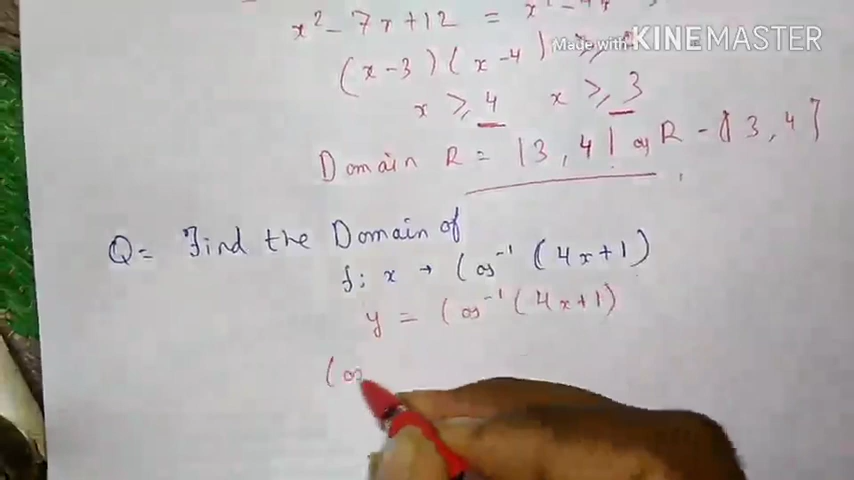 x² - 7x + 12 =
Made with KINEMASTER
(x-3)(x-4) ≥
x ≥ 4 x ≥ 3
Domain R = [3, 4] or R - [3, 4]
Q= Find the Domain of
f: x → Cos⁻¹ (4x+1)
y = Cos⁻¹ (4x+1)
Cos